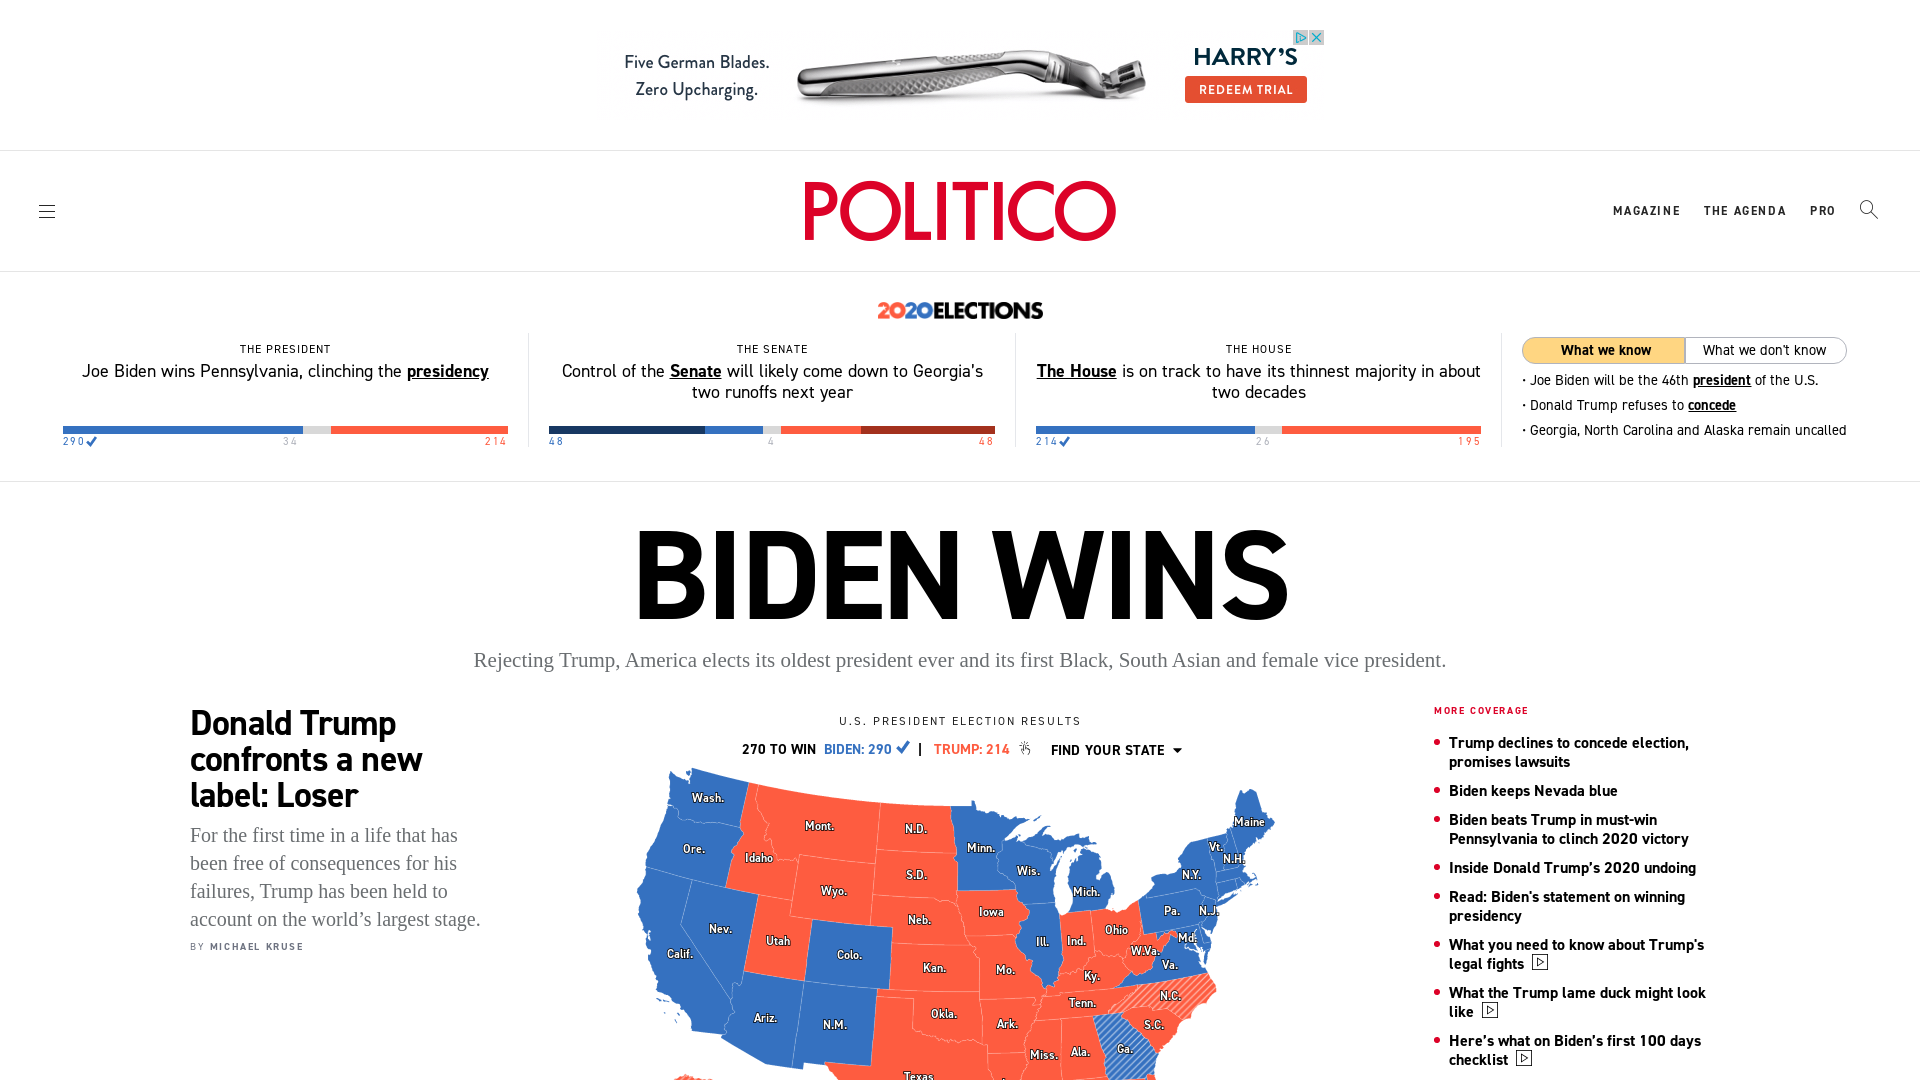 Five German Blades.
Zero Upcharging.
HARRY'S
REDEEM TRIAL
POLITICO
MAGAZINE THE AGENDA PRO
2020ELECTIONS
THE PRESIDENT
Joe Biden wins Pennsylvania, clinching the presidency
290 34 214
THE SENATE
Control of the Senate will likely come down to Georgia's
two runoffs next year
48 4 48
THE HOUSE
The House is on track to have its thinnest majority in about
two decades
214 26 195
What we know What we don't know
· Joe Biden will be the 46th president of the U.S.
· Donald Trump refuses to concede
· Georgia, North Carolina and Alaska remain uncalled
BIDEN WINS
Rejecting Trump, America elects its oldest president ever and its first Black, South Asian and female vice president.
Donald Trump
confronts a new
label: Loser
For the first time in a life that has
been free of consequences for his
failures, Trump has been held to
account on the world's largest stage.
BY MICHAEL KRUSE
U.S. PRESIDENT ELECTION RESULTS
270 TO WIN BIDEN: 290 | TRUMP: 214 FIND YOUR STATE
Wash.
Maine
Mont.
N.D.
Ore.
Minn.
Vt.
Idaho
N.H.
Wis.
S.D.
N.Y.
Wyo.
Mich.
Iowa
Pa.
N.J.
Neb.
Nev.
Ohio
Utah
Ill.
Ind.
Md.
Calif.
Colo.
W.Va.
Va.
Kan.
Mo.
Ky.
N.C.
Tenn.
Okla.
Ariz.
N.M.
Ark.
S.C.
Ga.
Miss.
Ala.
Texas
MORE COVERAGE
Trump declines to concede election,
promises lawsuits
Biden keeps Nevada blue
Biden beats Trump in must-win
Pennsylvania to clinch 2020 victory
Inside Donald Trump's 2020 undoing
Read: Biden's statement on winning
presidency
What you need to know about Trump's
legal fights
What the Trump lame duck might look
like
Here's what on Biden's first 100 days
checklist